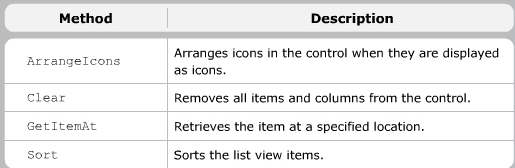 Method Description
ArrangeIcons Arranges icons in the control when they are displayed
as icons.
Clear Removes all items and columns from the control.
GetItemAt Retrieves the item at a specified location.
Sort Sorts the list view items.